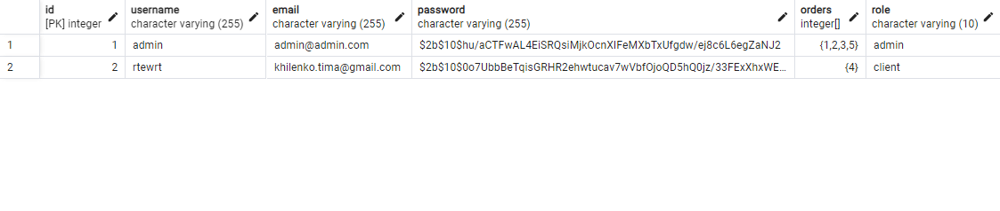 id username email password orders role
[PK] integer character varying (255) character varying (255) character varying (255) integer[] character varying (10)
1 1 admin admin@admin.com $2b$10$hu/aCTFwAL4EiSRQsiMjkOcnXIFeMXbTxUfgdw/ej8c6L6egZaNJ2 {1,2,3,5} admin
2 2 rtewrt khilenko.tima@gmail.com $2b$10$0o7UbbBeTqisGRHR2ehwtucav7wVbfOjoQD5hQ0jz/33FExXhxWE... {4} client